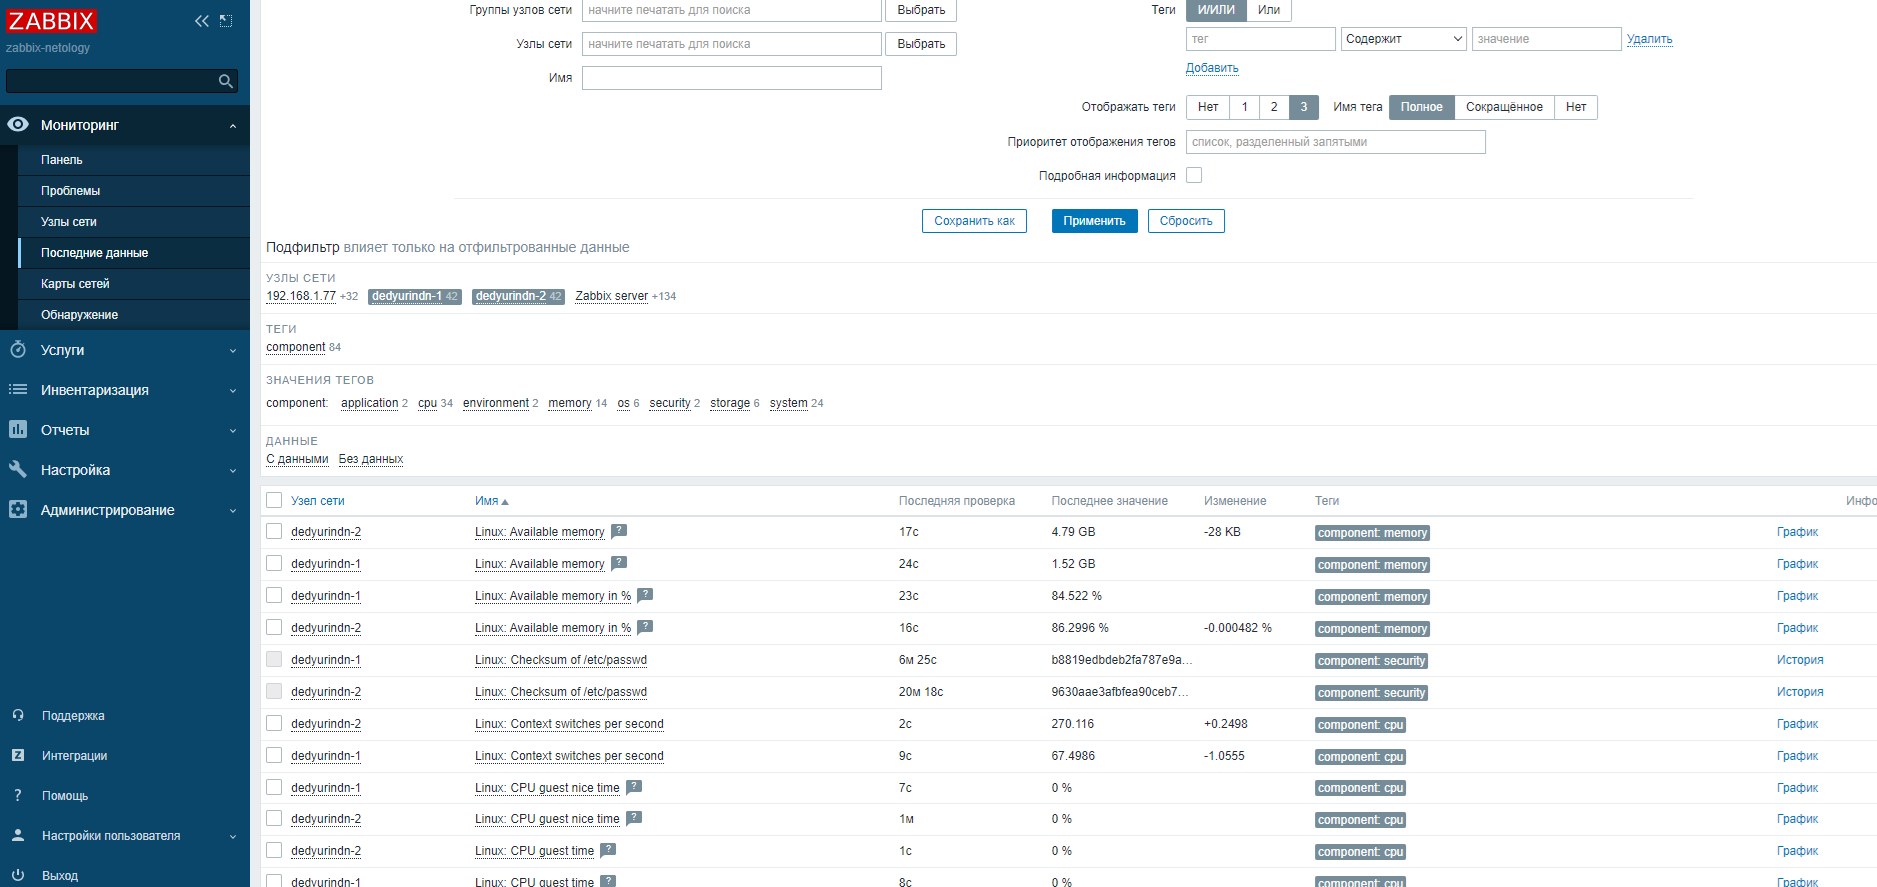 ZABBIX
zabbix-netology
Мониторинг
Панель
Проблемы
Узлы сети
Последние данные
Карты сетей
Обнаружение
Услуги
Инвентаризация
Отчеты
Настройка
Администрирование
Поддержка
Интеграции
Помощь
Настройки пользователя
Выход
Группы узлов сети начните печатать для поиска Выбрать
Узлы сети начните печатать для поиска Выбрать
Имя
Теги И/ИЛИ Или
тег Содержит значение Удалить
Добавить
Отображать теги Нет 1 2 3 Имя тега Полное Сокращённое Нет
Приоритет отображения тегов список, разделенный запятыми
Подробная информация
Сохранить как Применить Сбросить
Подфильтр влияет только на отфильтрованные данные
УЗЛЫ СЕТИ
192.168.1.77 +32 dedyurindn-1 42 dedyurindn-2 42 Zabbix server +134
ТЕГИ
component 84
ЗНАЧЕНИЯ ТЕГОВ
component: application 2 cpu 34 environment 2 memory 14 os 6 security 2 storage 6 system 24
ДАННЫЕ
С данными Без данных
Узел сети Имя Последняя проверка Последнее значение Изменение Теги Инфо
dedyurindn-2 Linux: Available memory ? 17с 4.79 GB -28 KB component: memory График
dedyurindn-1 Linux: Available memory ? 24с 1.52 GB component: memory График
dedyurindn-1 Linux: Available memory in % ? 23с 84.522 % component: memory График
dedyurindn-2 Linux: Available memory in % ? 16с 86.2996 % -0.000482 % component: memory График
dedyurindn-1 Linux: Checksum of /etc/passwd 6м 25с b8819edbdeb2fa787e9a... component: security История
dedyurindn-2 Linux: Checksum of /etc/passwd 20м 18с 9630aae3afbfea90ceb7... component: security История
dedyurindn-2 Linux: Context switches per second 2с 270.116 +0.2498 component: cpu График
dedyurindn-1 Linux: Context switches per second 9с 67.4986 -1.0555 component: cpu График
dedyurindn-1 Linux: CPU guest nice time ? 7с 0 % component: cpu График
dedyurindn-2 Linux: CPU guest nice time ? 1м 0 % component: cpu График
dedyurindn-2 Linux: CPU guest time ? 1с 0 % component: cpu График
dedyurindn-1 Linux: CPU guest time ? 8с 0 % component: cpu График